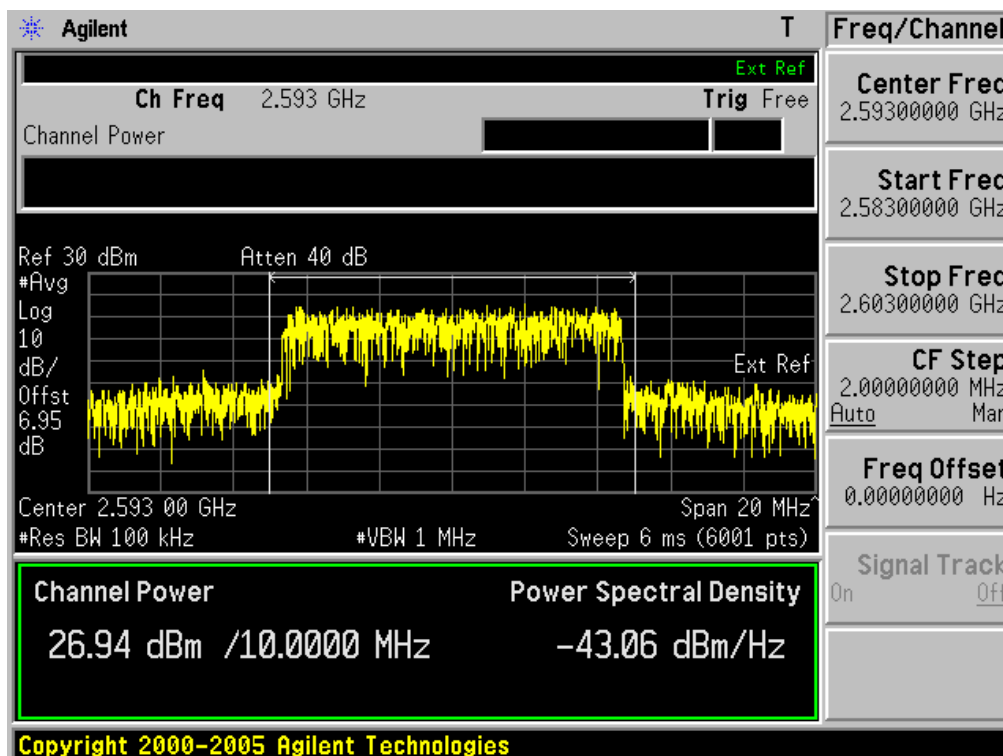 Agilent T
Ext Ref
Ch Freq 2.593 GHz Trig Free
Channel Power
Ref 30 dBm Atten 40 dB
#Avg
Log
10
dB/
Offst
6.95
dB
Ext Ref
Center 2.593 00 GHz Span 20 MHz^
#Res BW 100 kHz #VBW 1 MHz Sweep 6 ms (6001 pts)
Channel Power Power Spectral Density
26.94 dBm /10.0000 MHz -43.06 dBm/Hz
Copyright 2000-2005 Agilent Technologies
Freq/Channel
Center Freq
2.59300000 GHz
Start Freq
2.58300000 GHz
Stop Freq
2.60300000 GHz
CF Step
2.00000000 MHz
Auto Man
Freq Offset
0.00000000 Hz
Signal Track
On Off